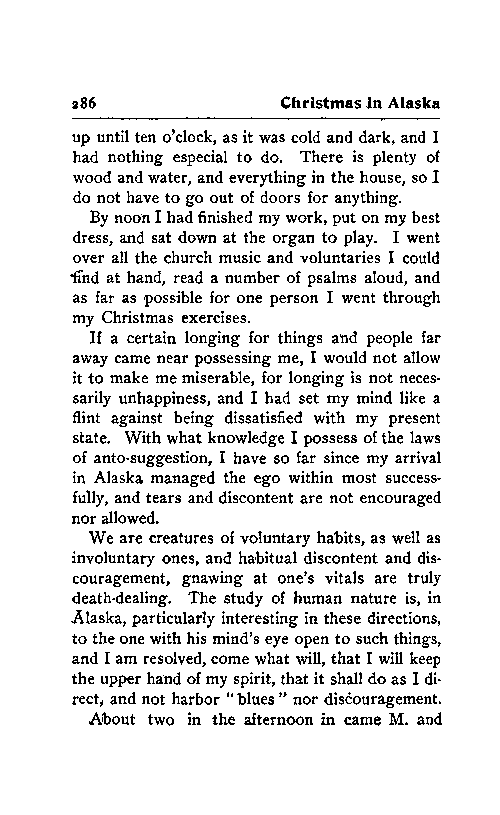 286 Christmas In Alaska
up until ten o'clock, as it was cold and dark, and I
had nothing especial to do. There is plenty of
wood and water, and everything in the house, so I
do not have to go out of doors for anything.
By noon I had finished my work, put on my best
dress, and sat down at the organ to play. I went
over all the church music and voluntaries I could
find at hand, read a number of psalms aloud, and
as far as possible for one person I went through
my Christmas exercises.
If a certain longing for things and people far
away came near possessing me, I would not allow
it to make me miserable, for longing is not neces-
sarily unhappiness, and I had set my mind like a
flint against being dissatisfied with my present
state. With what knowledge I possess of the laws
of anto-suggestion, I have so far since my arrival
in Alaska managed the ego within most success-
fully, and tears and discontent are not encouraged
nor allowed.
We are creatures of voluntary habits, as well as
involuntary ones, and habitual discontent and dis-
couragement, gnawing at one's vitals are truly
death-dealing. The study of human nature is, in
Alaska, particularly interesting in these directions,
to the one with his mind's eye open to such things,
and I am resolved, come what will, that I will keep
the upper hand of my spirit, that it shall do as I di-
rect, and not harbor "blues" nor discouragement.
About two in the afternoon in came M. and